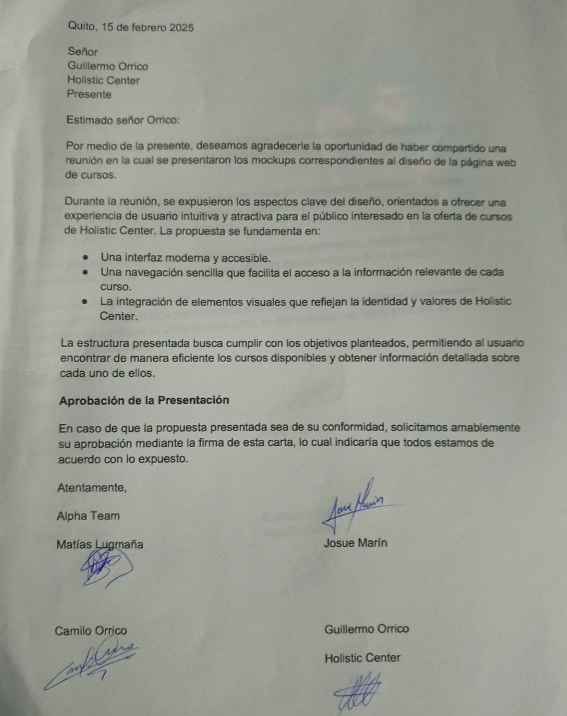 Quito, 15 de febrero 2025
Señor
Guillermo Orrico
Holistic Center
Presente
Estimado señor Orrico:
Por medio de la presente, deseamos agradecerle la oportunidad de haber compartido una
reunión en la cual se presentaron los mockups correspondientes al diseño de la página web
de cursos.
Durante la reunión, se expusieron los aspectos clave del diseño, orientados a ofrecer una
experiencia de usuario intuitiva y atractiva para el público interesado en la oferta de cursos
de Holistic Center. La propuesta se fundamenta en:
● Una interfaz moderna y accesible.
● Una navegación sencilla que facilita el acceso a la información relevante de cada
curso.
● La integración de elementos visuales que reflejan la identidad y valores de Holistic
Center.
La estructura presentada busca cumplir con los objetivos planteados, permitiendo al usuario
encontrar de manera eficiente los cursos disponibles y obtener información detallada sobre
cada uno de ellos.
Aprobación de la Presentación
En caso de que la propuesta presentada sea de su conformidad, solicitamos amablemente
su aprobación mediante la firma de esta carta, lo cual indicaría que todos estamos de
acuerdo con lo expuesto.
Atentamente,
Alpha Team
Matías Lugmaña
Josue Marín
Camilo Orrico
Guillermo Orrico
Holistic Center